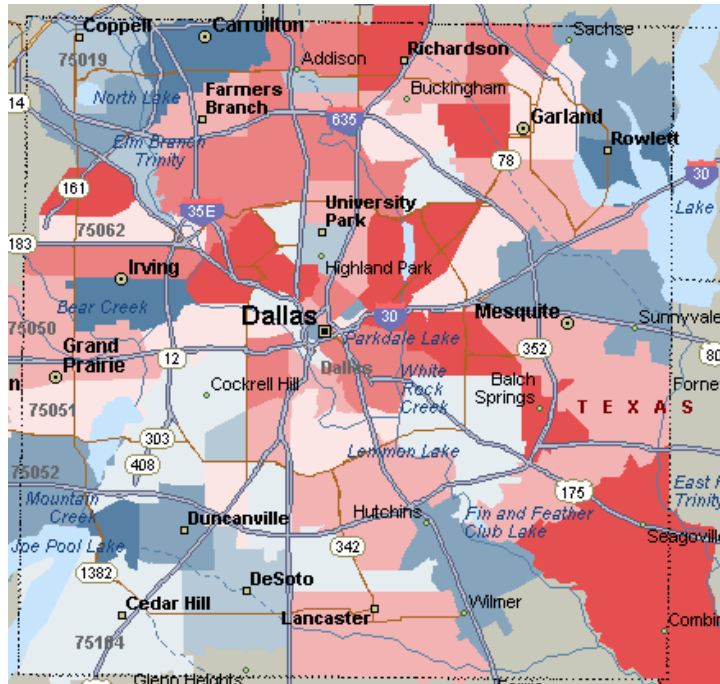 Coppell
Carrollton
Sachse
75019
Addison
Richardson
North Lake
Buckingham
14
Farmers
Branch
635
Garland
Elm Branch
Trinity
78
Rowlett
161
30
35E
University
Park
Lake
75062
183
Highland Park
Irving
Bear Creek
Dallas
30
Mesquite
Sunnyvale
75050
Parkdale Lake
Grand
Prairie
12
Dallas
352
80
White
Rock
Creek
Balch
Springs
Forne
n
Cockrell Hill
75051
TEXAS
303
Lemmon Lake
408
75052
175
East F
Trinity
Mountain
Creek
Duncanville
Hutchins
Fin and Feather
Club Lake
Seagoville
Joe Pool Lake
342
1382
DeSoto
Cedar Hill
Lancaster
Wilmer
Combin
75104
Glenn Heights